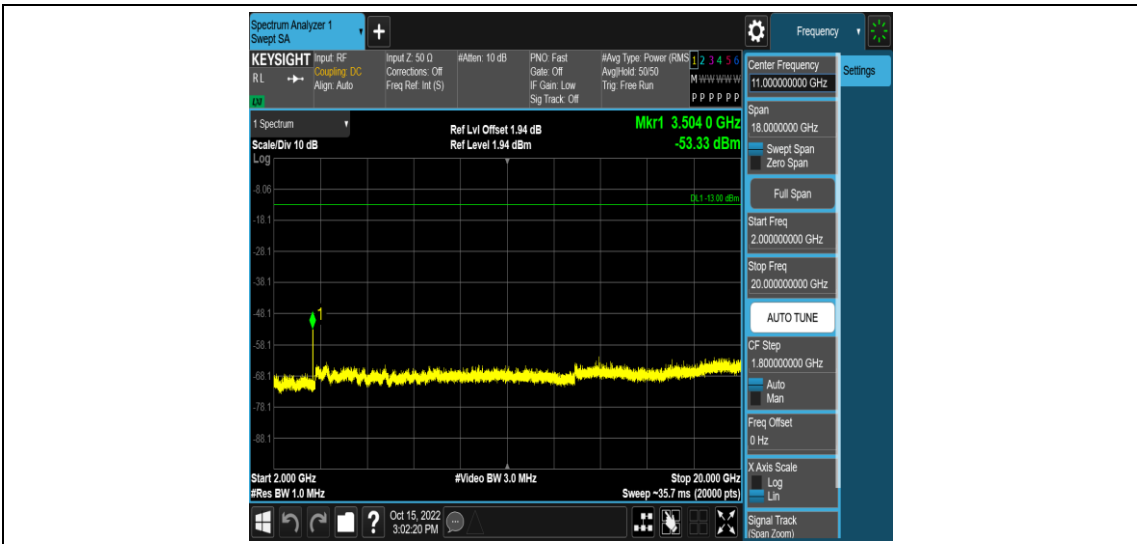 Spectrum Analyzer 1
Swept SA
+
Frequency
KEYSIGHT
RL
LXI
Input: RF
Coupling: DC
Align: Auto
Input Z: 50 Ω
Corrections: Off
Freq Ref: Int (S)
#Atten: 10 dB
PNO: Fast
Gate: Off
IF Gain: Low
Sig Track: Off
#Avg Type: Power (RMS
Avg|Hold: 50/50
Trig: Free Run
1 2 3 4 5 6
M W W W W W
P P P P P P
Center Frequency
11.000000000 GHz
Settings
1 Spectrum
Scale/Div 10 dB
Log
Ref Lvl Offset 1.94 dB
Ref Level 1.94 dBm
Mkr1 3.504 0 GHz
-53.33 dBm
DL1 -13.00 dBm
-8.06
-18.1
-28.1
-38.1
-48.1
-58.1
-68.1
-78.1
-88.1
1
Start 2.000 GHz
#Res BW 1.0 MHz
#Video BW 3.0 MHz
Stop 20.000 GHz
Sweep ~35.7 ms (20000 pts)
Span
18.0000000 GHz
Swept Span
Zero Span
Full Span
Start Freq
2.000000000 GHz
Stop Freq
20.000000000 GHz
AUTO TUNE
CF Step
1.800000000 GHz
Auto
Man
Freq Offset
0 Hz
X Axis Scale
Log
Lin
Signal Track
(Span Zoom)
?
Oct 15, 2022
3:02:20 PM